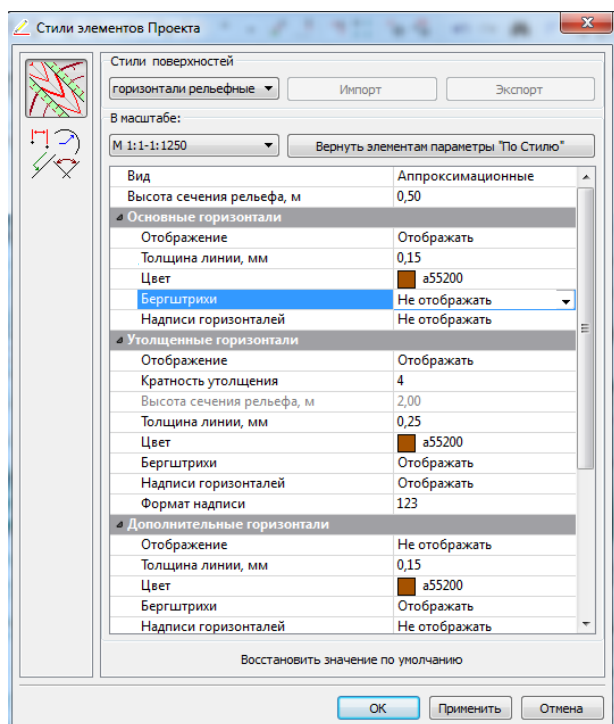 Стили элементов Проекта
Стили поверхностей
горизонтали рельефные Импорт Экспорт
В масштабе:
М 1:1-1:1250 Вернуть элементам параметры "По Стилю"
Вид Аппроксимационные
Высота сечения рельефа, м 0,50
Основные горизонтали
Отображение Отображать
Толщина линии, мм 0,15
Цвет a55200
Бергштрихи Не отображать
Надписи горизонталей Не отображать
Утолщенные горизонтали
Отображение Отображать
Кратность утолщения 4
Высота сечения рельефа, м 2,00
Толщина линии, мм 0,25
Цвет a55200
Бергштрихи Отображать
Надписи горизонталей Отображать
Формат надписи 123
Дополнительные горизонтали
Отображение Не отображать
Толщина линии, мм 0,15
Цвет a55200
Бергштрихи Отображать
Надписи горизонталей Не отображать
Восстановить значение по умолчанию
ОК Применить Отмена